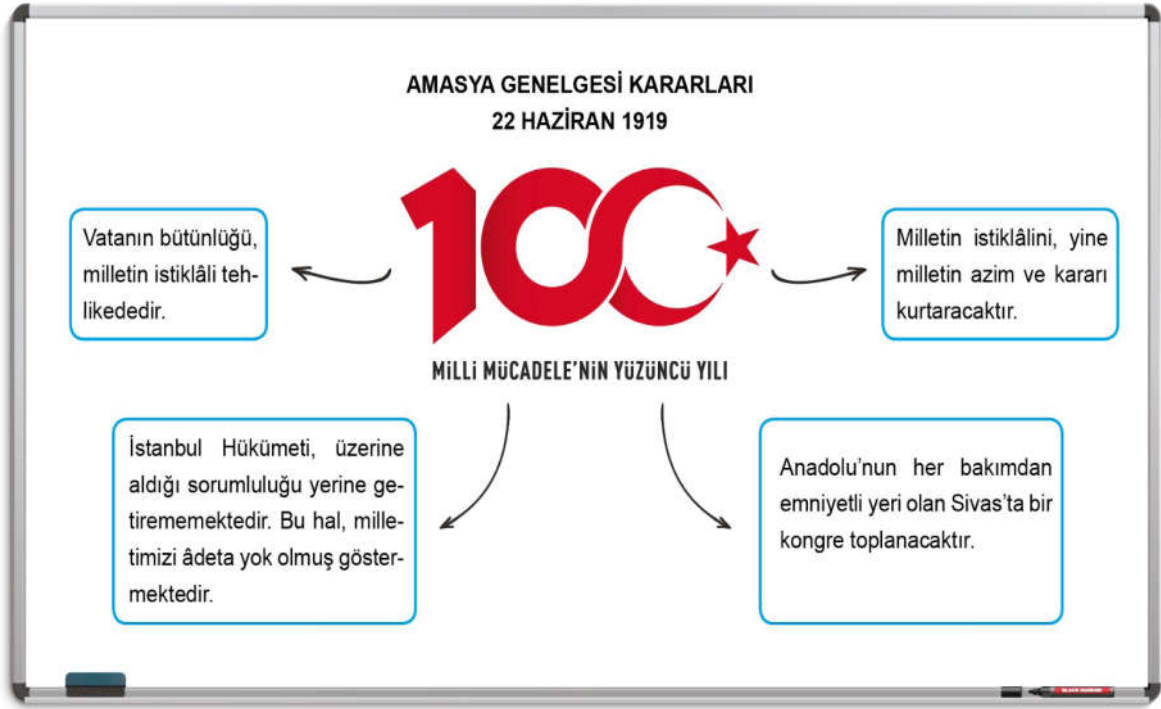 AMASYA GENELGESİ KARARLARI
22 HAZİRAN 1919
100
MİLLİ MÜCADELE'NİN YÜZÜNCÜ YILI
Vatanın bütünlüğü,
milletin istiklâli teh-
likededir.
Milletin istiklâlini, yine
milletin azim ve kararı
kurtaracaktır.
İstanbul Hükümeti, üzerine
aldığı sorumluluğu yerine ge-
tirememektedir. Bu hal, mille-
timizi âdeta yok olmuş göster-
mektedir.
Anadolu'nun her bakımdan
emniyetli yeri olan Sivas'ta bir
kongre toplanacaktır.
BLACK MARKER